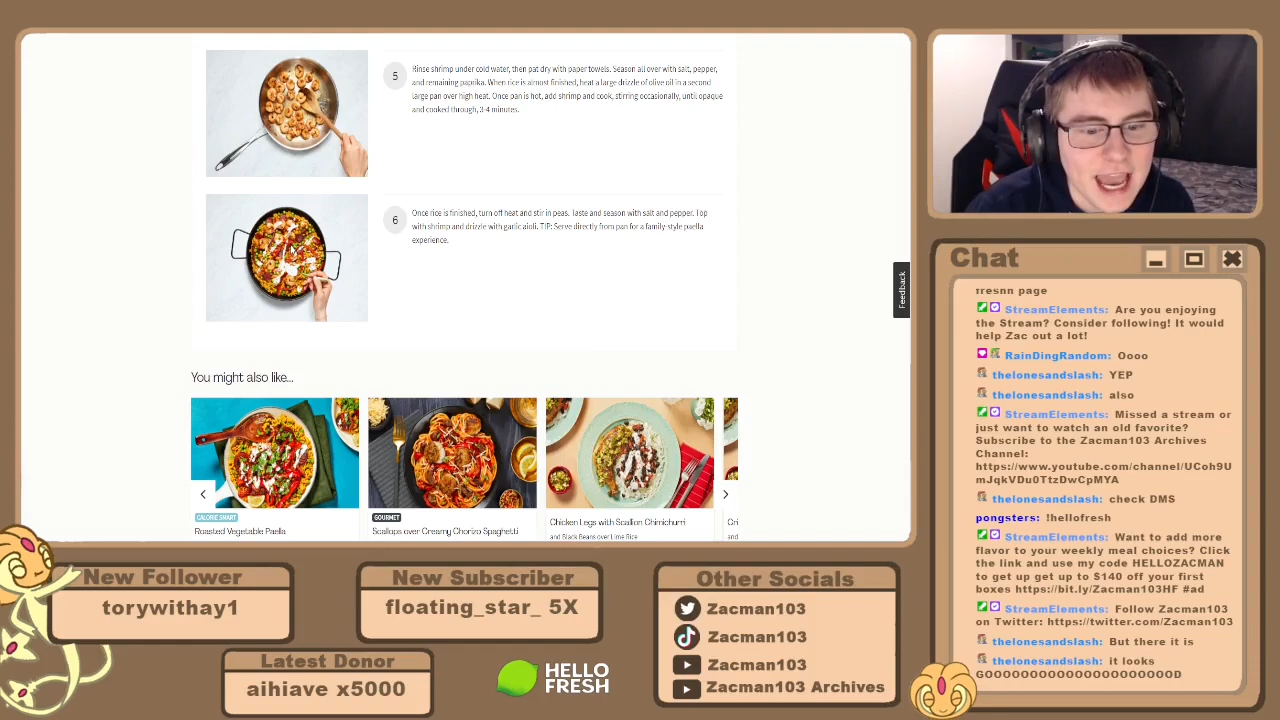 5
Rinse shrimp under cold water, then pat dry with paper towels. Season all over with salt, pepper,
and remaining paprika. When rice is almost finished, heat a large drizzle of olive oil in a second
large pan over high heat. Once pan is hot, add shrimp and cook, stirring occasionally, until opaque
and cooked through, 3-4 minutes.
6
Once rice is finished, turn off heat and stir in peas. Taste and season with salt and pepper. Top
with shrimp and drizzle with garlic aioli. TIP: Serve directly from pan for a family-style paella
experience.
Feedback
You might also like...
CALORIE SMART
Roasted Vegetable Paella
GOURMET
Scallops over Creamy Chorizo Spaghetti
Chicken Legs with Scallion Chimichurri
and Black Beans over Lime Rice
Cri
and
Chat
fresh page
StreamElements: Are you enjoying
the Stream? Consider following! It would
help Zac out a lot!
RainDingRandom: Oooo
thelonesandslash: YEP
thelonesandslash: also
StreamElements: Missed a stream or
just want to watch an old favorite?
Subscribe to the Zacman103 Archives
Channel:
https://www.youtube.com/channel/UCoh9U
mJqkVDu0TtzDwCpMYA
thelonesandslash: check DMS
pongsters: !hellofresh
StreamElements: Want to add more
flavor to your weekly meal choices? Click
the link and use my code HELLOZACMAN
to get up get up to $140 off your first
boxes https://bit.ly/Zacman103HF #ad
StreamElements: Follow Zacman103
on Twitter: https://twitter.com/Zacman103
thelonesandslash: But there it is
thelonesandslash: it looks
GOOOOOOOOOOOOOOOOOOOOD
New Follower
torywithay1
New Subscriber
floating_star_ 5X
Latest Donor
aihiave x5000
HELLO
FRESH
Other Socials
Zacman103
Zacman103
Zacman103
Zacman103 Archives